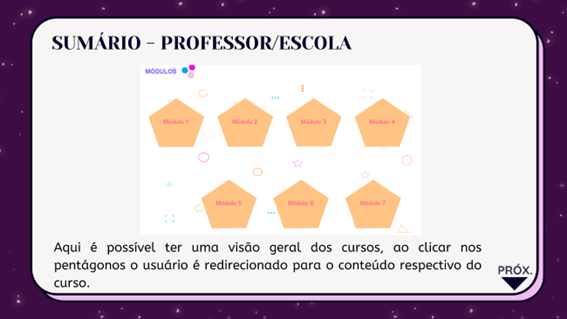 SUMÁRIO - PROFESSOR/ESCOLA
MÓDULOS
Módulo 1
Módulo 2
Módulo 3
Módulo 4
Módulo 5
Módulo 6
Módulo 7
Aqui é possível ter uma visão geral dos cursos, ao clicar nos
pentágonos o usuário é redirecionado para o conteúdo respectivo do
curso.
PRÓX.